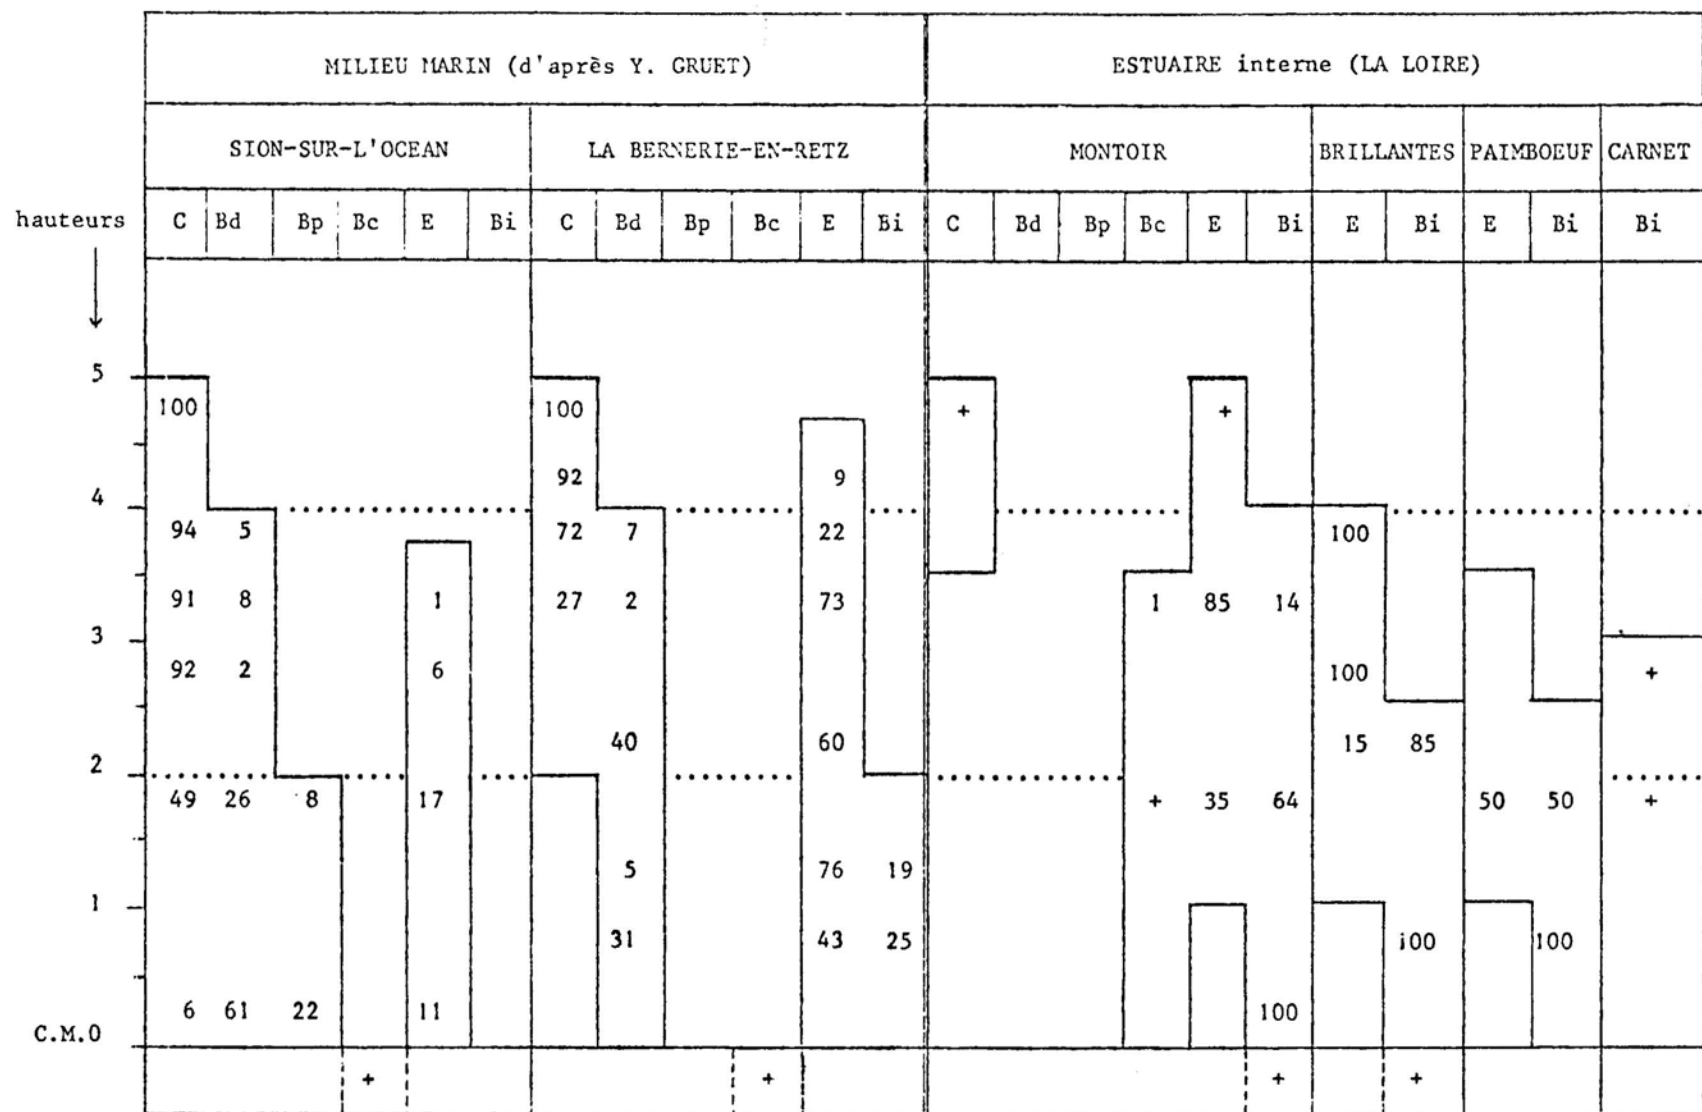 MILIEU MARIN (d'après Y. GRUET) ESTUAIRE interne (LA LOIRE)
SION-SUR-L'OCEAN LA BERNERIE-EN-RETZ MONTOIR BRILLANTES PAIMBOEUF CARNET
hauteurs C Bd Bp Bc E Bi C Bd Bp Bc E Bi C Bd Bp Bc E Bi E Bi E Bi Bi
5
100 100 + +
92 9
4
94 5 72 7 22 100
91 8 1 27 2 73 1 85 14
3
92 2 6 100 +
40 60 15 85
2
49 26 8 17 + 35 64 50 50 +
5 76 19
1
31 43 25 100 100
6 61 22 11 100
C.M.0
+ + + +